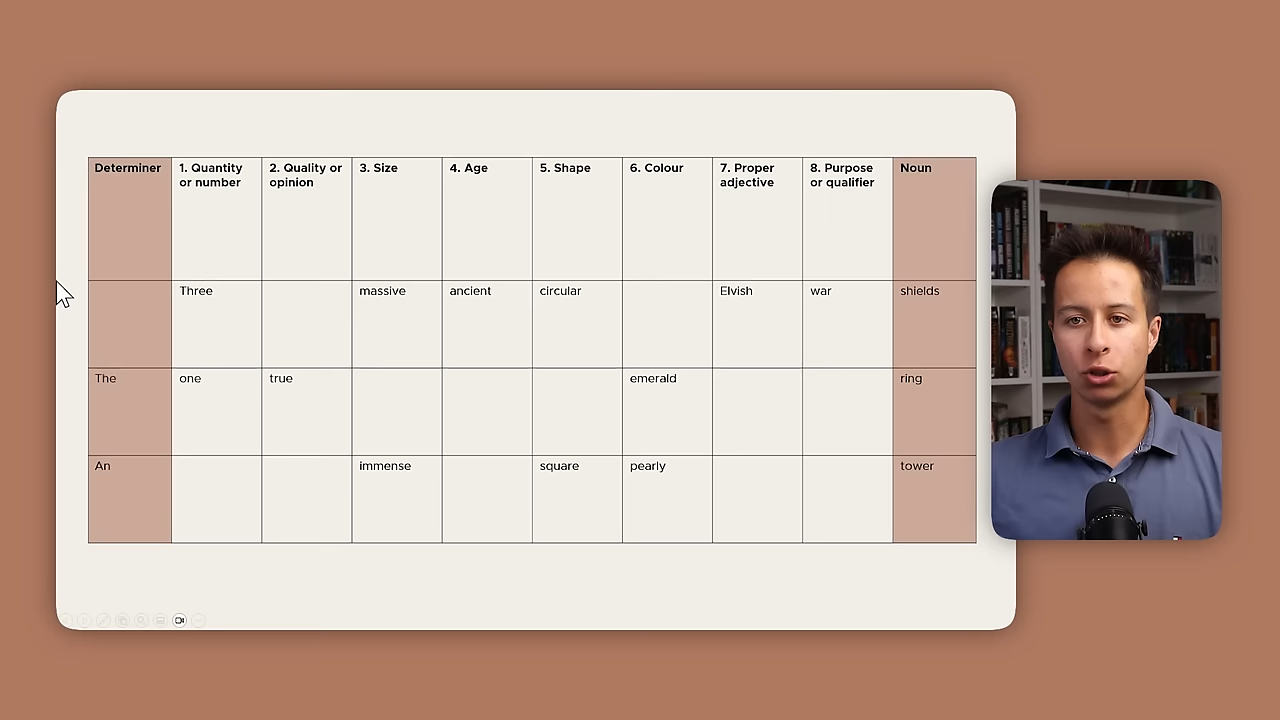 Determiner 1. Quantity 2. Quality or 3. Size 4. Age 5. Shape 6. Colour 7. Proper 8. Purpose Noun
or number opinion adjective or qualifier
Three massive ancient circular Elvish war shields
The one true emerald ring
An immense square pearly tower